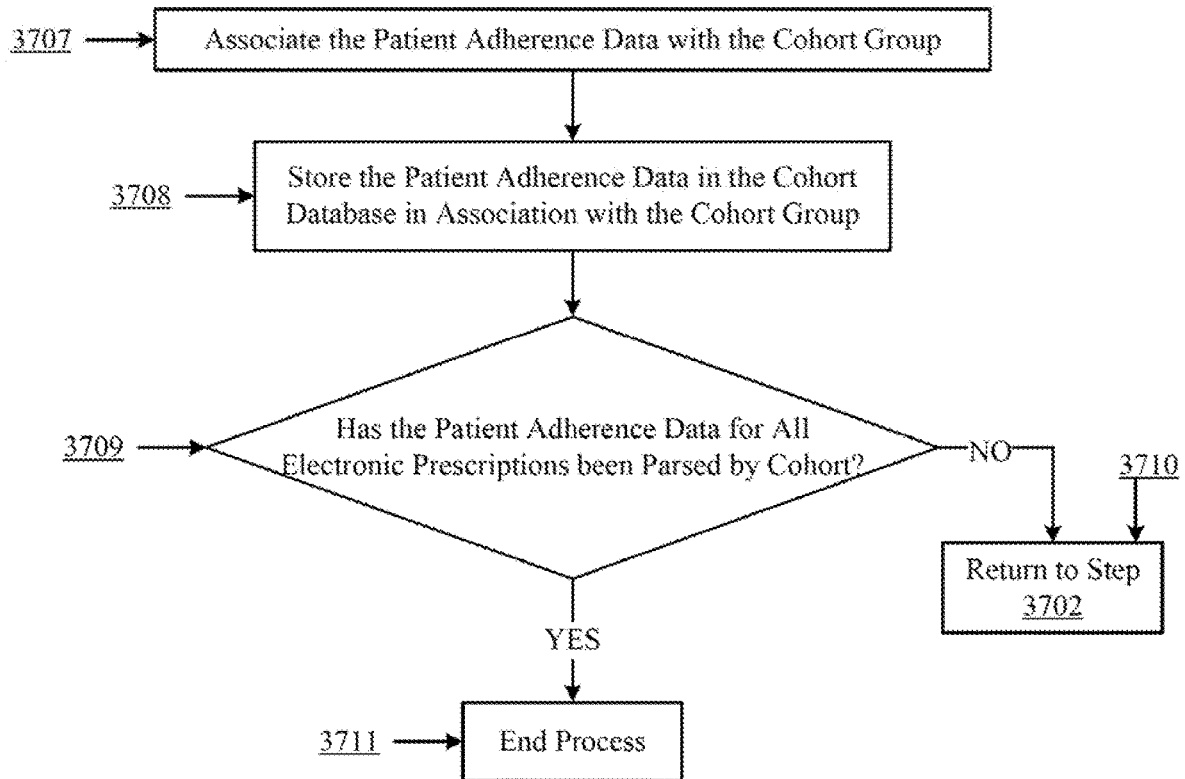 3707
Associate the Patient Adherence Data with the Cohort Group
3708
Store the Patient Adherence Data in the Cohort
Database in Association with the Cohort Group
3709
Has the Patient Adherence Data for All
Electronic Prescriptions been Parsed by Cohort?
NO
3710
Return to Step
3702
YES
3711
End Process